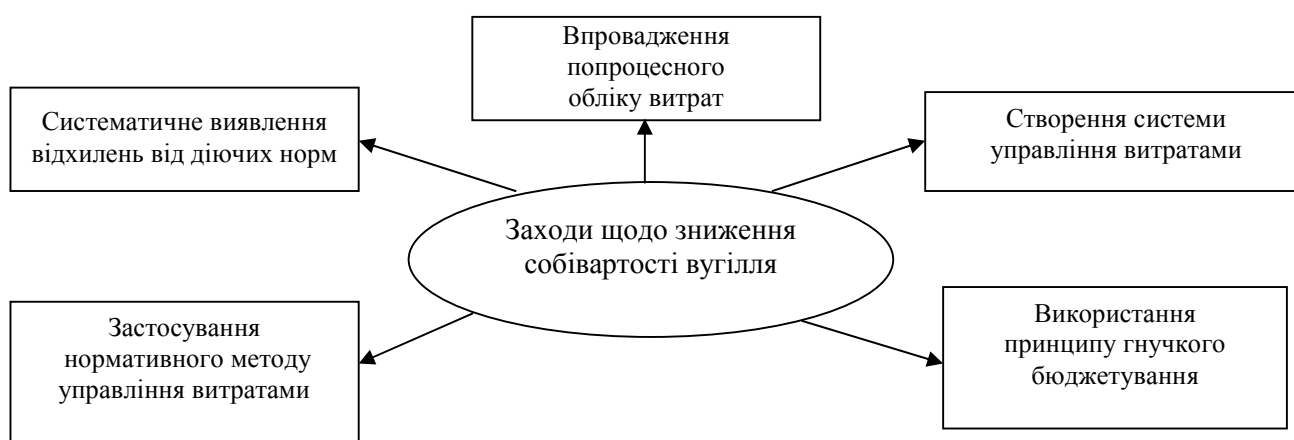 Впровадження
попроцесного
обліку витрат
Систематичне виявлення
відхилень від діючих норм
Створення системи
управління витратами
Заходи щодо зниження
собівартості вугілля
Застосування
нормативного методу
управління витратами
Використання
принципу гнучкого
бюджетування